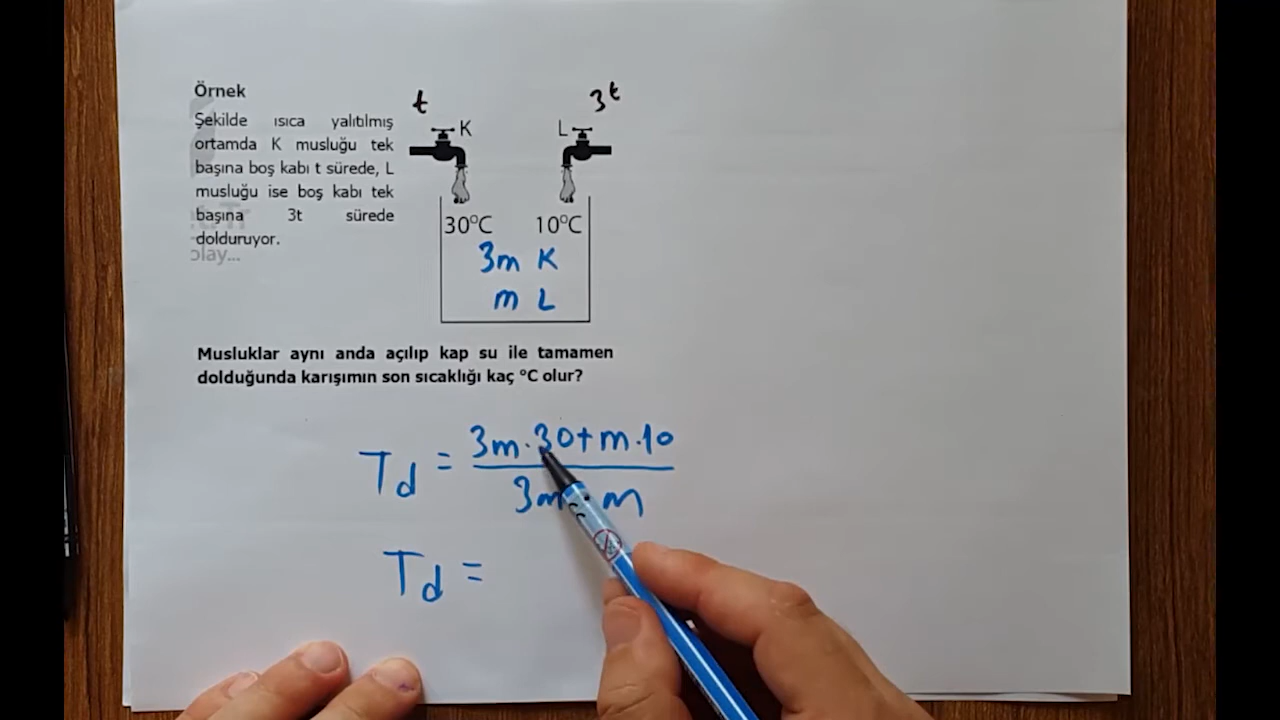 Örnek
Şekilde ısıca yalıtılmış
ortamda K musluğu tek
başına boş kabı t sürede, L
musluğu ise boş kabı tek
başına 3t sürede
dolduruyor.
olay...
t
3t
K
L
30°C 10°C
3m K
m L
Musluklar aynı anda açılıp kap su ile tamamen
dolduğunda karışımın son sıcaklığı kaç °C olur?
Td = 3m·30+m·10
3m m
Td =